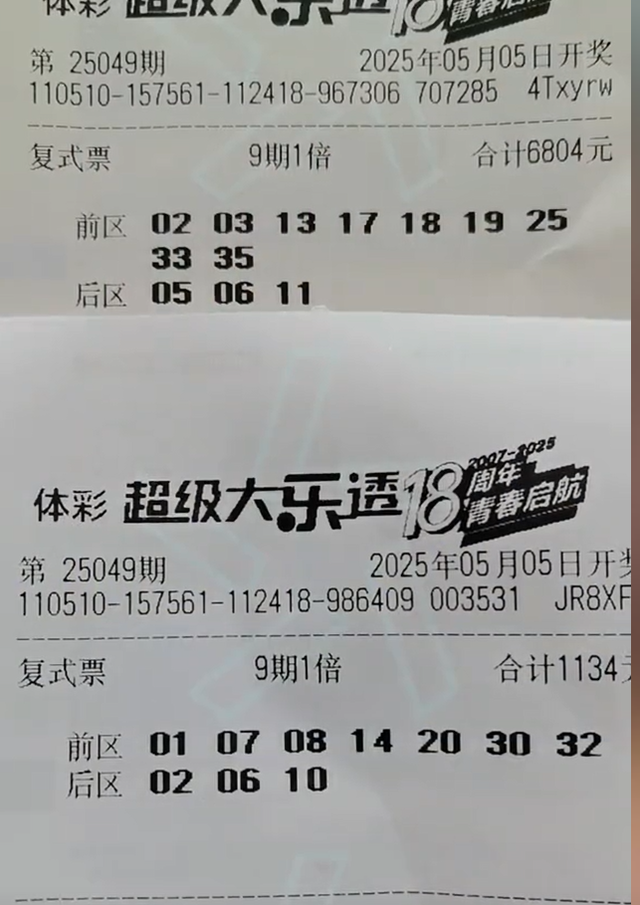 体彩 超级大乐透18 青春启航
第 25049期 2025年05月05日开奖
110510-157561-112418-967306 707285 4Txyrw
复式票 9期1倍 合计6804元
前区 02 03 13 17 18 19 25
33 35
后区 05 06 11
2007-2025
体彩 超级大乐透18周年
青春启航
第 25049期 2025年05月05日开奖
110510-157561-112418-986409 003531 JR8XF
复式票 9期1倍 合计1134元
前区 01 07 08 14 20 30 32
后区 02 06 10